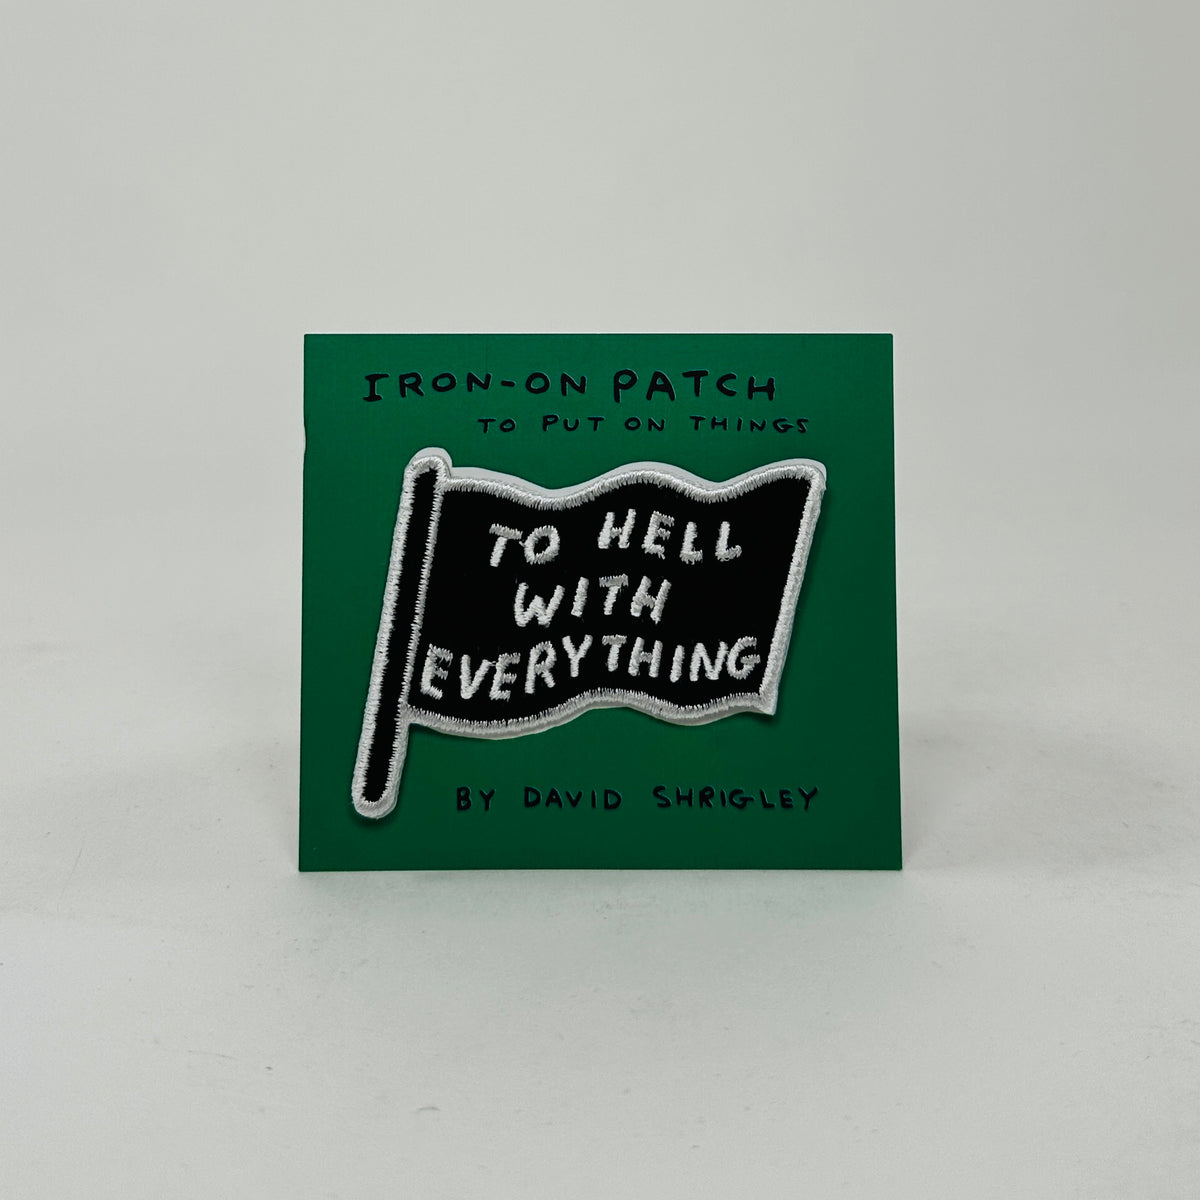 IRON-ON PATCH
TO PUT ON THINGS
TO HELL
WITH
EVERYTHING
BY DAVID SHRIGLEY